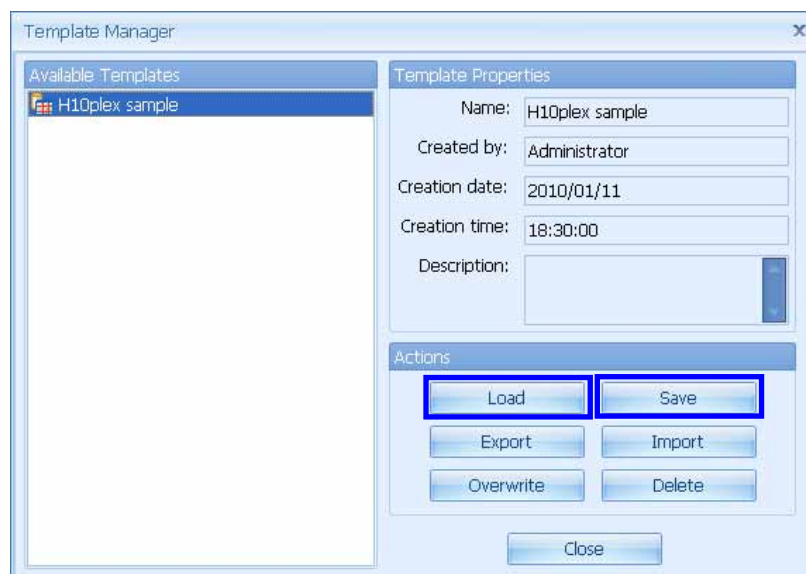 Template Manager
x
Available Templates
H10plex sample
Template Properties
Name: H10plex sample
Created by: Administrator
Creation date: 2010/01/11
Creation time: 18:30:00
Description:
Actions
Load Save
Export Import
Overwrite Delete
Close